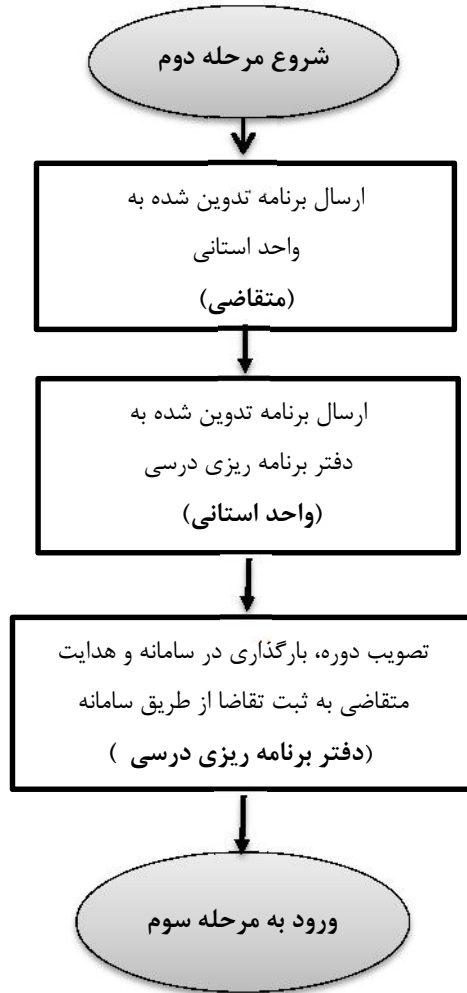 شروع مرحله دوم
ارسال برنامه تدوین شده به
واحد استانی
(متقاضی)
ارسال برنامه تدوین شده به
دفتر برنامه ریزی درسی
(واحد استانی)
تصویب دوره، بارگذاری در سامانه و هدایت
متقاضی به ثبت تقاضا از طریق سامانه
(دفتر برنامه ریزی درسی )
ورود به مرحله سوم